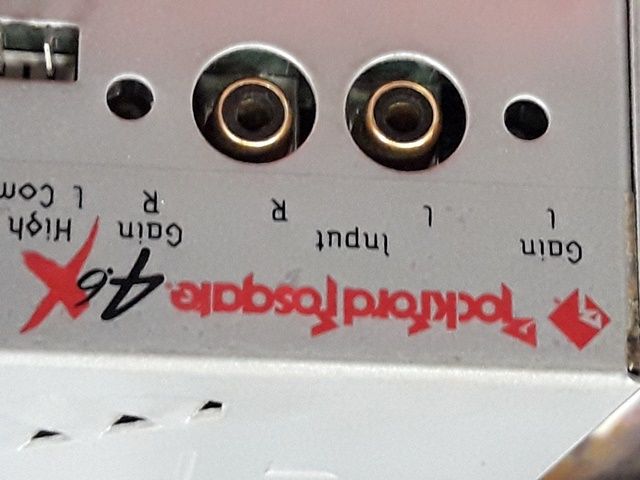 Rockford fosgate 4.6X
Gain Input Gain High
L L R R L Com